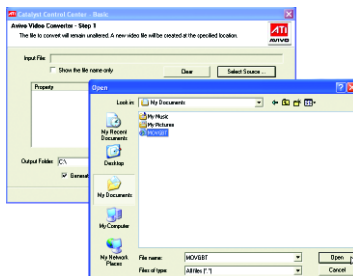 Catalyst Control Center - Basic
Avivo Video Converter - Step 1
The file to convert will remain unaltered. A new video file will be created at the specified location.
ATI
AVIVO
Input File:
Show the file name only
Clear
Select Source ...
Property
Output Folder:
C:\
Generat
Open
Look in:
My Documents
My Recent Documents
Desktop
My Documents
My Computer
My Network Places
My Music
My Pictures
MOVGBT
File name:
MOVGBT
Open
Files of type:
All files (*.*)
Cancel